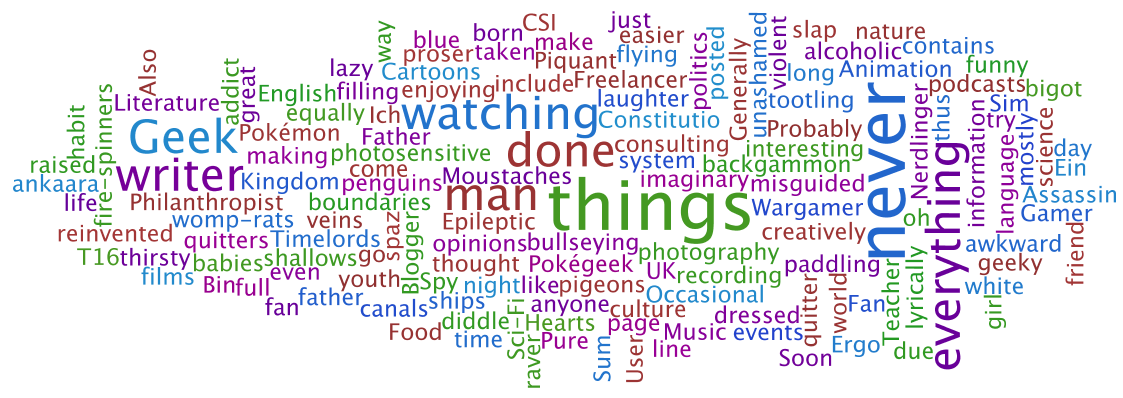 CSI
just
born
easier
slap
nature
way
blue
make
flying
posted
unashamed
violent
alcoholic
contains
Also
proser
taken
Piquant
politics
lazy
Cartoons
include
Freelancer
Generally
long
Animation
funny
addict
great
English
filling
enjoying
laughter
tootling
podcasts
bigot
habit
fire-spinners
Literature
equally
Ich
watching
Constitutio
Probably
never
Nerdlinger
thus
Sim
Geek
Pokémon
Father
done
consulting
interesting
try
day
raised
making
photosensitive
system
backgammon
information
language
mostly
science
Ein
ankaara
writer
Kingdom
come
penguins
Moustaches
imaginary
misguided
everything
Assassin
life
Philanthropist
boundaries
man
things
Wargamer
oh
Gamer
womp-rats
veins
Epileptic
creatively
reinvented
quitters
Timelords
go
spaz
Blogger
opinions
bullseying
photography
awkward
friend
T16
thirsty
babies
shallows
thought
Pokégeek
UK
recording
paddling
geeky
films
Bin
full
even
youth
Spy
night
like
pigeons
Occasional
world
Teacher
lyrically
white
girl
fan
father
canals
ships
anyone
culture
dressed
quitter
Fan
Food
diddle
Sci-Fi
Hearts
page
Music
events
time
raver
Pure
Sum
User
line
Soon
Ergo
due